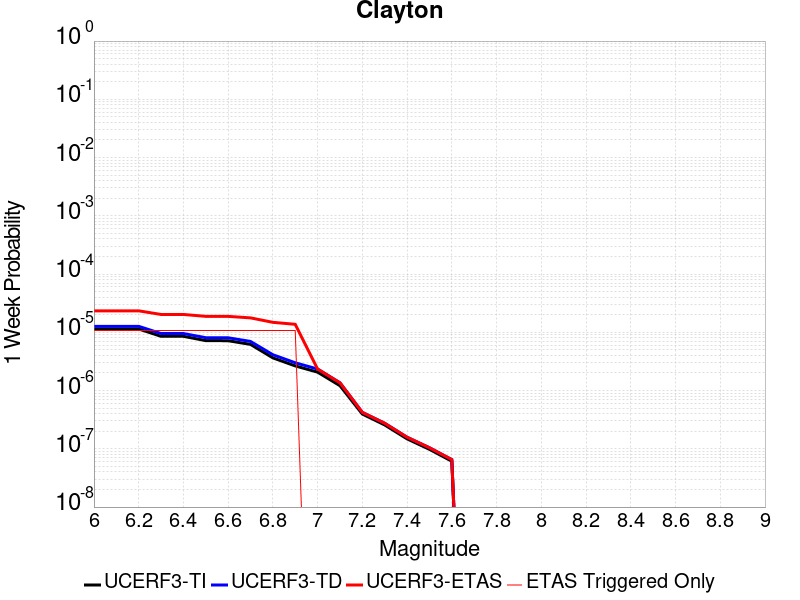 Clayton
10 0
10 -1
10 -2
10 -3
10 -4
10 -5
10 -6
10 -7
10 -8
1 Week Probability
6 6.2 6.4 6.6 6.8 7 7.2 7.4 7.6 7.8 8 8.2 8.4 8.6 8.8 9
Magnitude
UCERF3-TI UCERF3-TD UCERF3-ETAS ETAS Triggered Only